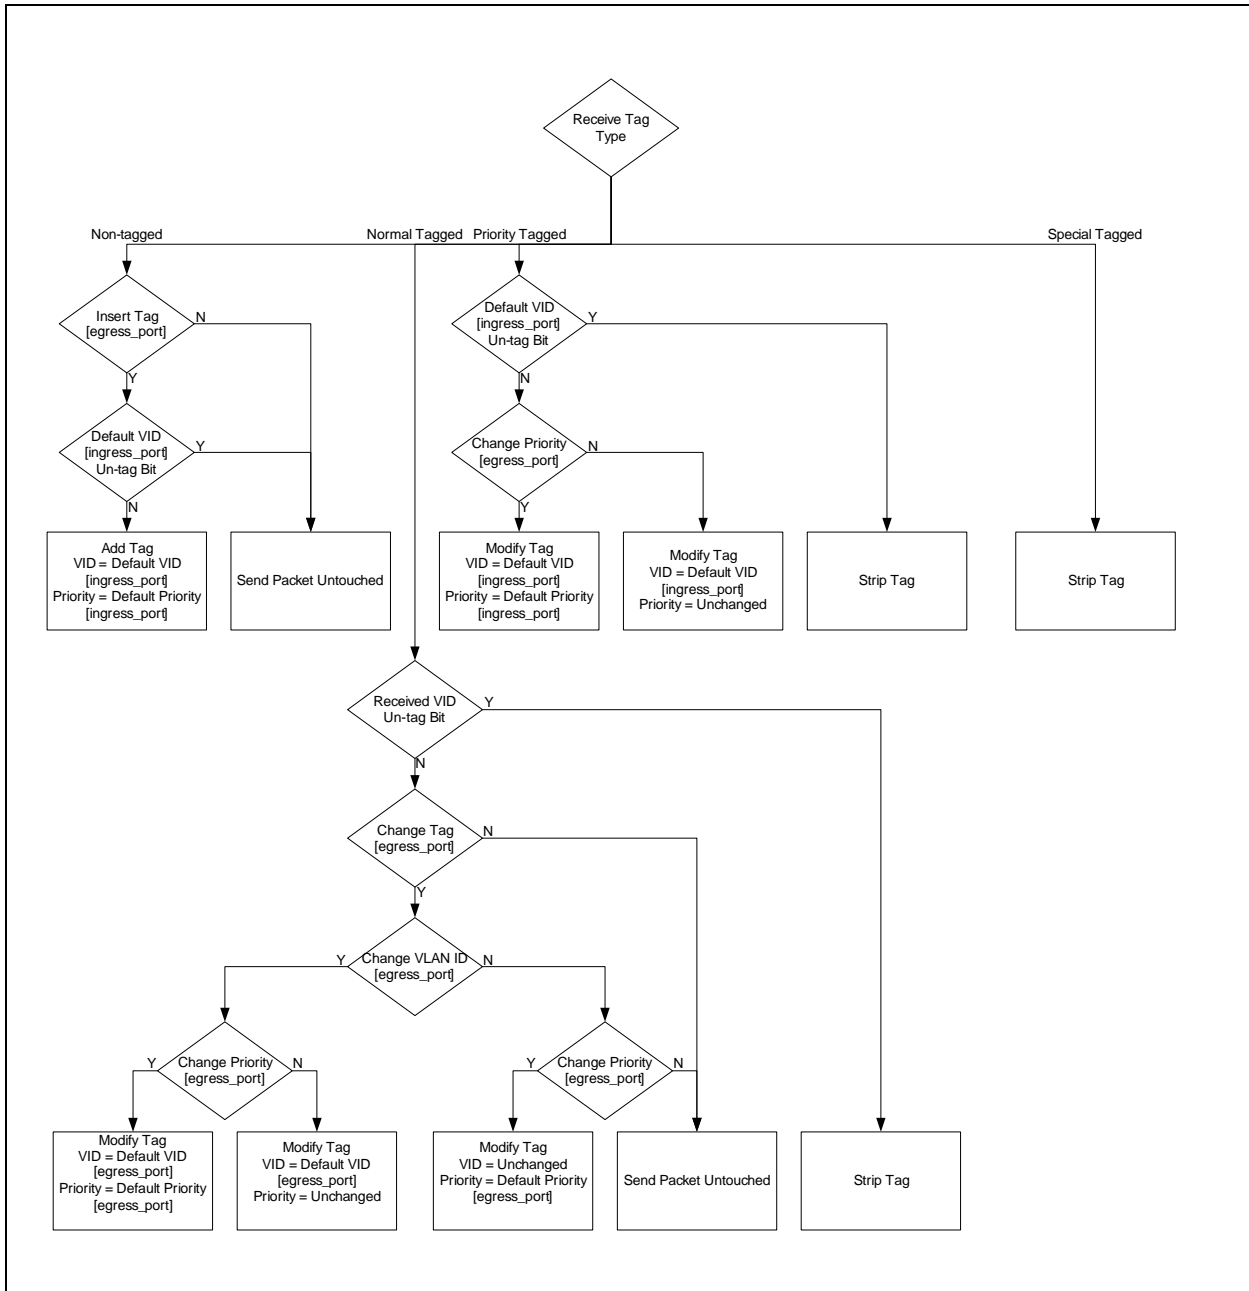 Receive Tag
Type
Non-tagged
Normal Tagged
Priority Tagged
Special Tagged
Insert Tag
[egress_port]
N
Y
Default VID
[ingress_port]
Un-tag Bit
Y
N
Default VID
[ingress_port]
Un-tag Bit
Y
N
Change Priority
[egress_port]
N
Y
Add Tag
VID = Default VID
[ingress_port]
Priority = Default Priority
[ingress_port]
Send Packet Untouched
Modify Tag
VID = Default VID
[ingress_port]
Priority = Default Priority
[ingress_port]
Modify Tag
VID = Default VID
[ingress_port]
Priority = Unchanged
Strip Tag
Strip Tag
Received VID
Un-tag Bit
Y
N
Change Tag
[egress_port]
N
Y
Change VLAN ID
[egress_port]
Y
N
Change Priority
[egress_port]
Y
N
Change Priority
[egress_port]
Y
N
Modify Tag
VID = Default VID
[egress_port]
Priority = Default Priority
[egress_port]
Modify Tag
VID = Default VID
[egress_port]
Priority = Unchanged
Modify Tag
VID = Unchanged
Priority = Default Priority
[egress_port]
Send Packet Untouched
Strip Tag